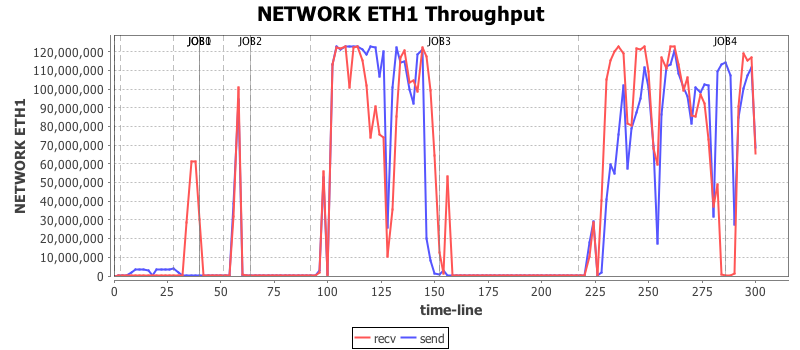 NETWORK ETH1 Throughput
JOB1 JOB2 JOB3 JOB4
120,000,000
110,000,000
100,000,000
90,000,000
80,000,000
70,000,000
60,000,000
50,000,000
40,000,000
30,000,000
20,000,000
10,000,000
0
NETWORK ETH1
0 25 50 75 100 125 150 175 200 225 250 275 300
time-line
recv send